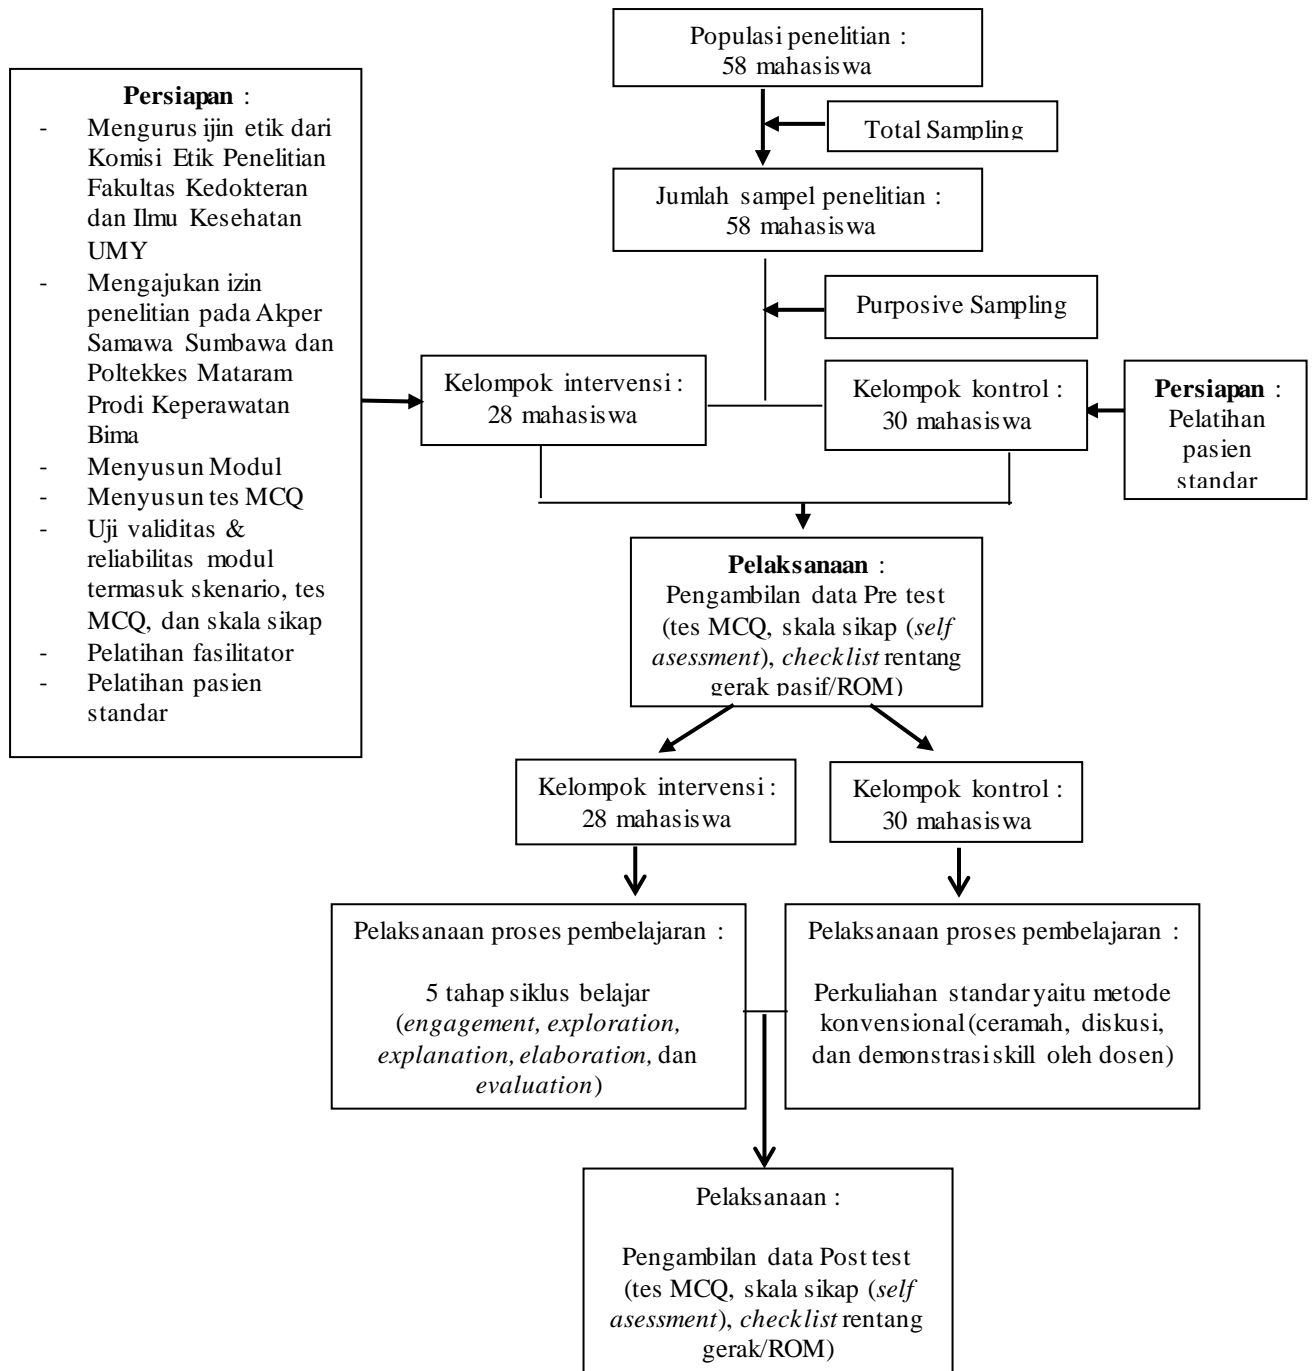 Populasi penelitian :
58 mahasiswa
Total Sampling
Jumlah sampel penelitian :
58 mahasiswa
Purposive Sampling
Persiapan :
- Mengurus ijin etik dari
Komisi Etik Penelitian
Fakultas Kedokteran
dan Ilmu Kesehatan
UMY
- Mengajukan izin
penelitian pada Akper
Samawa Sumbawa dan
Poltekkes Mataram
Prodi Keperawatan
Bima
- Menyusun Modul
- Menyusun tes MCQ
- Uji validitas &
reliabilitas modul
termasuk skenario, tes
MCQ, dan skala sikap
- Pelatihan fasilitator
- Pelatihan pasien
standar
Kelompok intervensi :
28 mahasiswa
Kelompok kontrol :
30 mahasiswa
Persiapan :
Pelatihan
pasien
standar
Pelaksanaan :
Pengambilan data Pre test
(tes MCQ, skala sikap (self
asessment), checklist rentang
gerak pasif/ROM)
Kelompok intervensi :
28 mahasiswa
Kelompok kontrol :
30 mahasiswa
Pelaksanaan proses pembelajaran :
5 tahap siklus belajar
(engagement, exploration,
explanation, elaboration, dan
evaluation)
Pelaksanaan proses pembelajaran :
Perkuliahan standar yaitu metode
konvensional (ceramah, diskusi,
dan demonstrasi skill oleh dosen)
Pelaksanaan :
Pengambilan data Post test
(tes MCQ, skala sikap (self
asessment), checklist rentang
gerak/ROM)